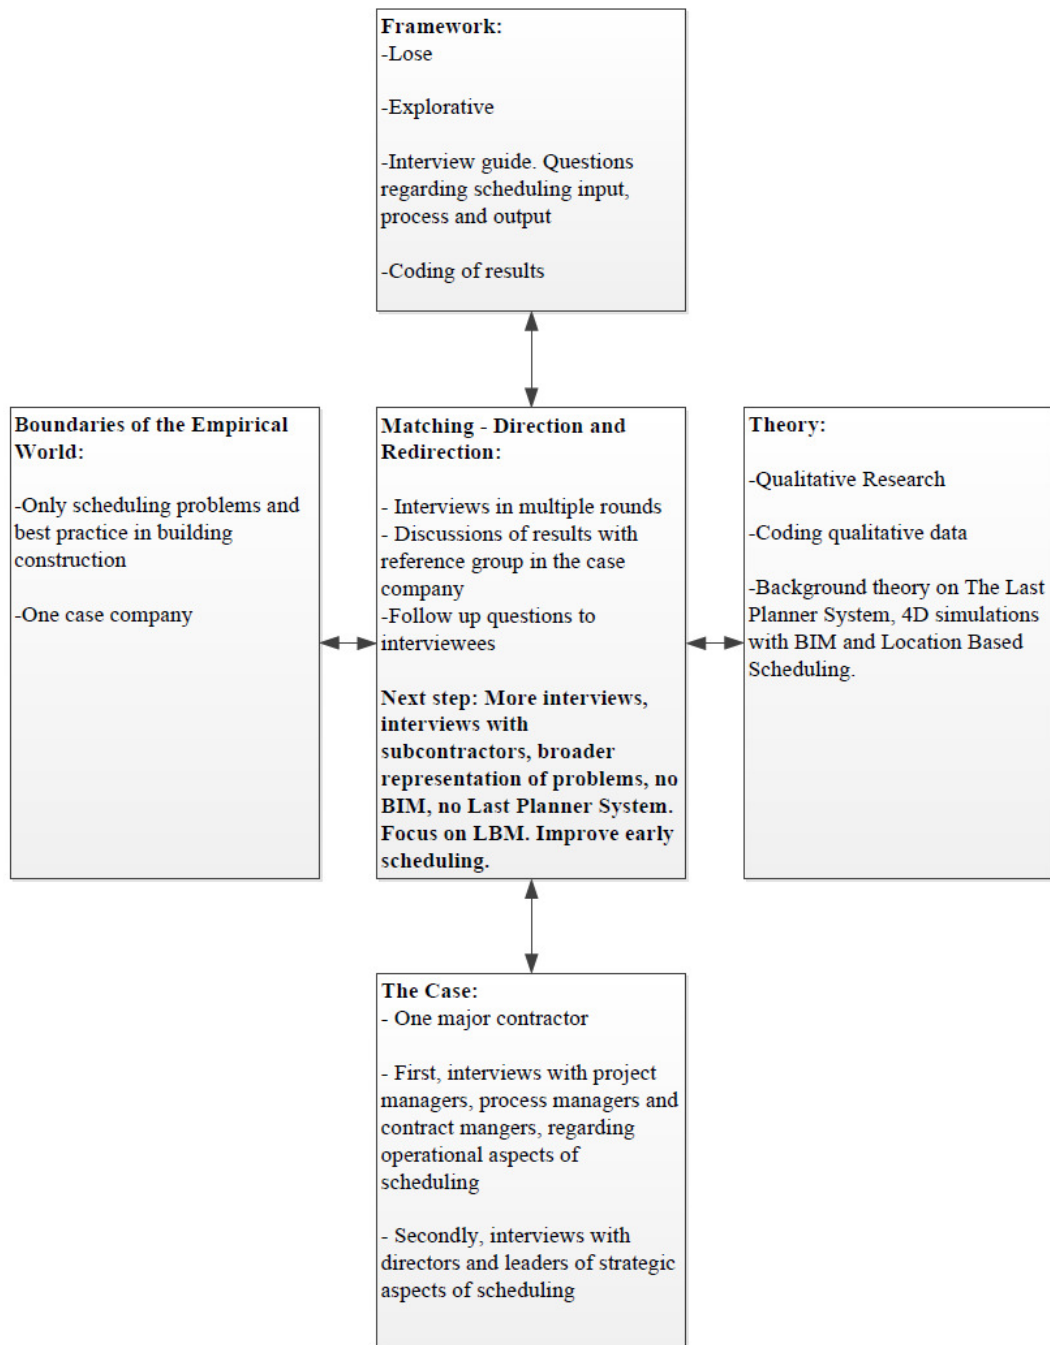 Framework:
-Lose
-Explorative
-Interview guide. Questions
regarding scheduling input,
process and output
-Coding of results
Boundaries of the Empirical
World:
-Only scheduling problems and
best practice in building
construction
-One case company
Matching - Direction and
Redirection:
- Interviews in multiple rounds
- Discussions of results with
reference group in the case
company
-Follow up questions to
interviewees
Next step: More interviews,
interviews with
subcontractors, broader
representation of problems, no
BIM, no Last Planner System.
Focus on LBM. Improve early
scheduling.
Theory:
-Qualitative Research
-Coding qualitative data
-Background theory on The Last
Planner System, 4D simulations
with BIM and Location Based
Scheduling.
The Case:
- One major contractor
- First, interviews with project
managers, process managers and
contract mangers, regarding
operational aspects of
scheduling
- Secondly, interviews with
directors and leaders of strategic
aspects of scheduling